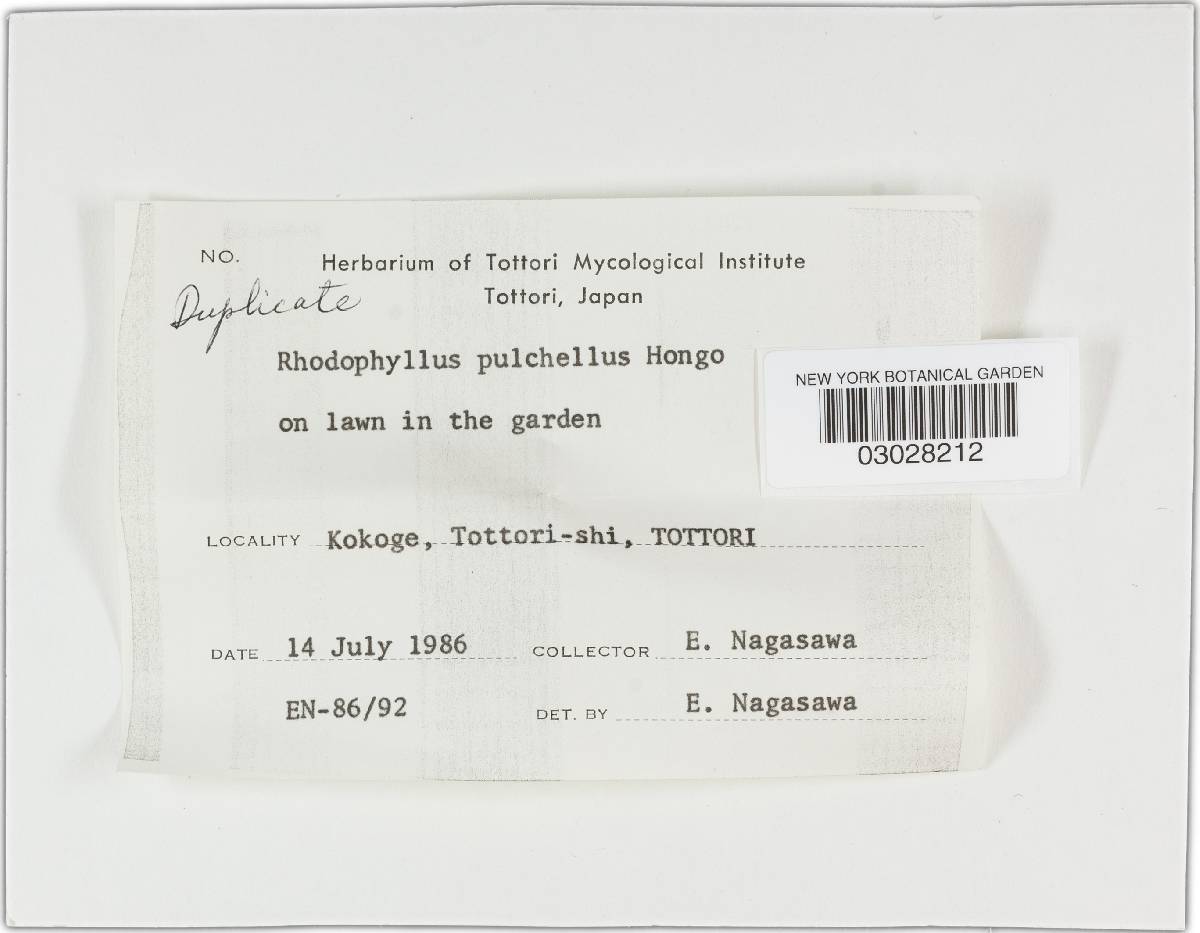 NO.
Herbarium of Tottori Mycological Institute
Duplicate
Tottori, Japan
Rhodophyllus pulchellus Hongo
NEW YORK BOTANICAL GARDEN
03028212
on lawn in the garden
LOCALITY Kokoge, Tottori-shi, TOTTORI
DATE 14 July 1986 COLLECTOR E. Nagasawa
EN-86/92 DET. BY E. Nagasawa